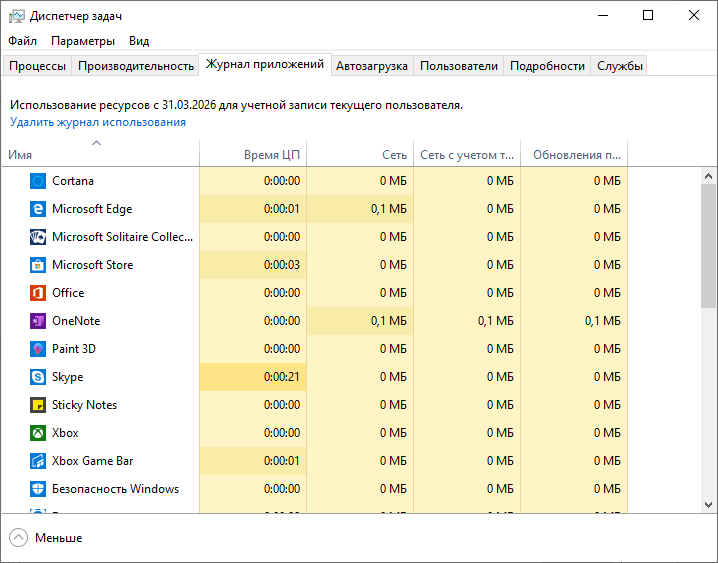 Диспетчер задач
Файл Параметры Вид
Процессы Производительность Журнал приложений Автозагрузка Пользователи Подробности Службы
Использование ресурсов с 31.03.2026 для учетной записи текущего пользователя.
Удалить журнал использования
Имя Время ЦП Сеть Сеть с учетом т... Обновления п...
Cortana 0:00:00 0 МБ 0 МБ 0 МБ
Microsoft Edge 0:00:01 0,1 МБ 0 МБ 0 МБ
Microsoft Solitaire Collec... 0:00:00 0 МБ 0 МБ 0 МБ
Microsoft Store 0:00:03 0 МБ 0 МБ 0 МБ
Office 0:00:00 0 МБ 0 МБ 0 МБ
OneNote 0:00:00 0,1 МБ 0,1 МБ 0,1 МБ
Paint 3D 0:00:00 0 МБ 0 МБ 0 МБ
Skype 0:00:21 0 МБ 0 МБ 0 МБ
Sticky Notes 0:00:00 0 МБ 0 МБ 0 МБ
Xbox 0:00:00 0 МБ 0 МБ 0 МБ
Xbox Game Bar 0:00:01 0 МБ 0 МБ 0 МБ
Безопасность Windows 0:00:00 0 МБ 0 МБ 0 МБ
Меньше